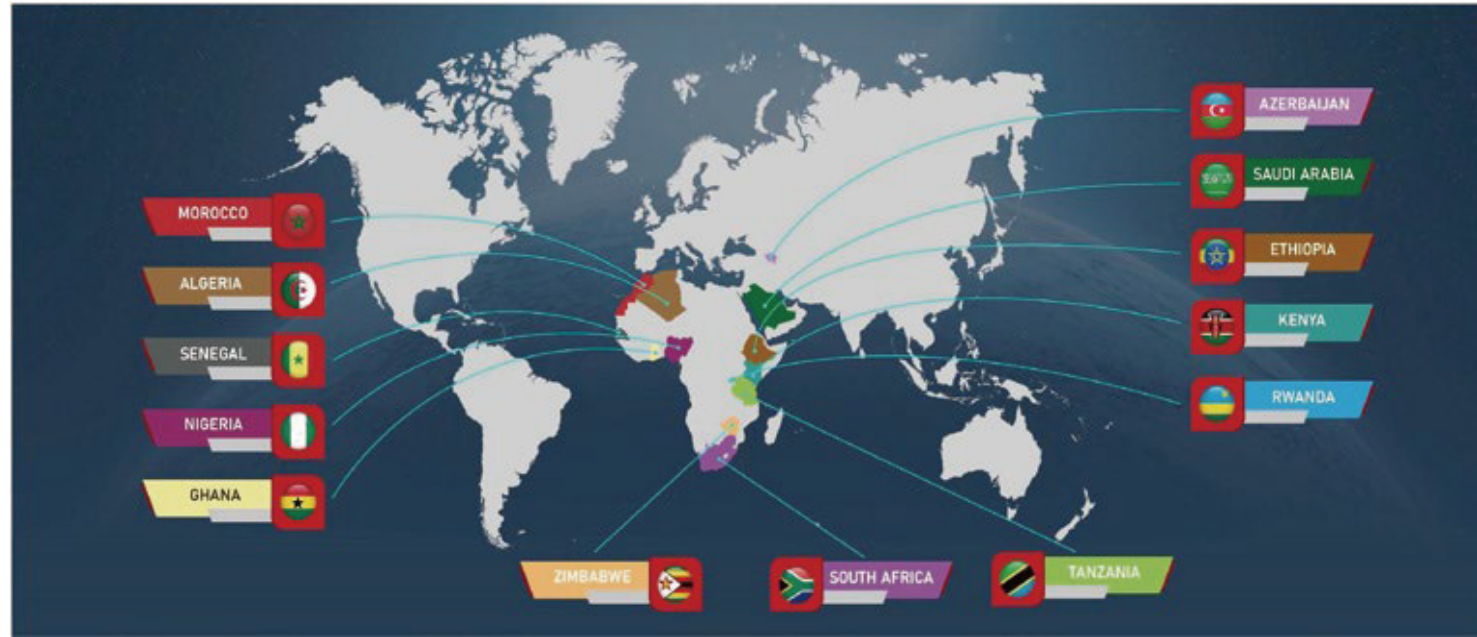 MOROCCO
ALGERIA
SENEGAL
NIGERIA
GHANA
ZIMBABWE
SOUTH AFRICA
TANZANIA
AZERBAIJAN
SAUDI ARABIA
ETHIOPIA
KENYA
RWANDA